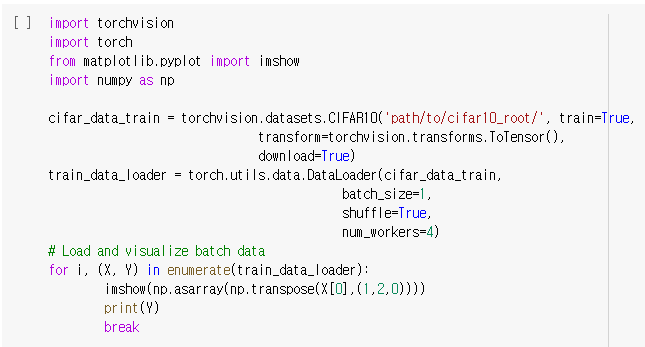 [ ] import torchvision
import torch
from matplotlib.pyplot import imshow
import numpy as np
cifar_data_train = torchvision.datasets.CIFAR10('path/to/cifar10_root/', train=True,
transform=torchvision.transforms.ToTensor(),
download=True)
train_data_loader = torch.utils.data.DataLoader(cifar_data_train,
batch_size=1,
shuffle=True,
num_workers=4)
# Load and visualize batch data
for i, (X, Y) in enumerate(train_data_loader):
imshow(np.asarray(np.transpose(X[0],(1,2,0))))
print(Y)
break